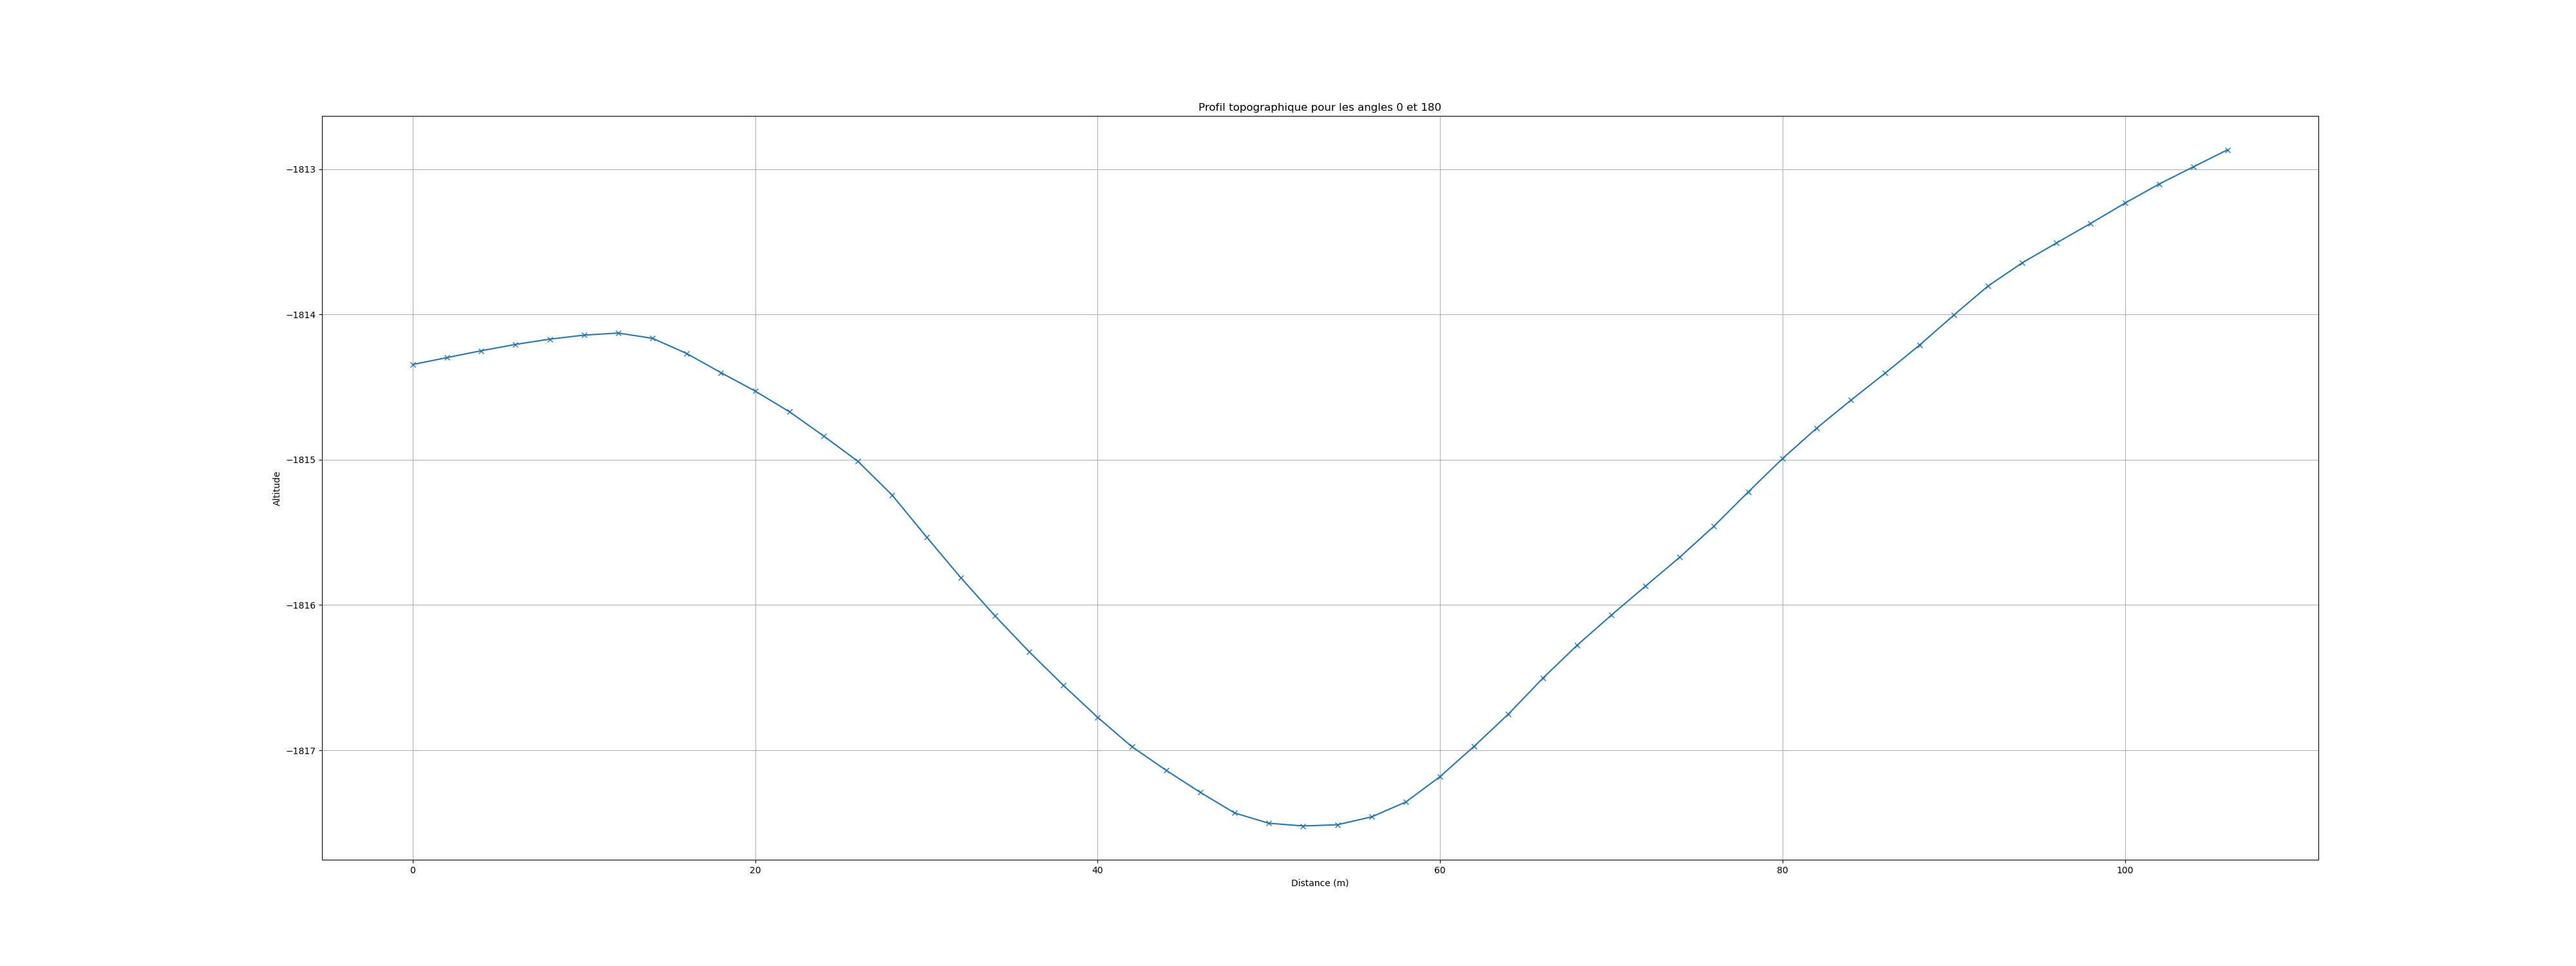 Profil topographique pour les angles 0 et 180
−1813
−1814
−1815
−1816
−1817
Altitude
0 20 40 60 80 100
Distance (m)